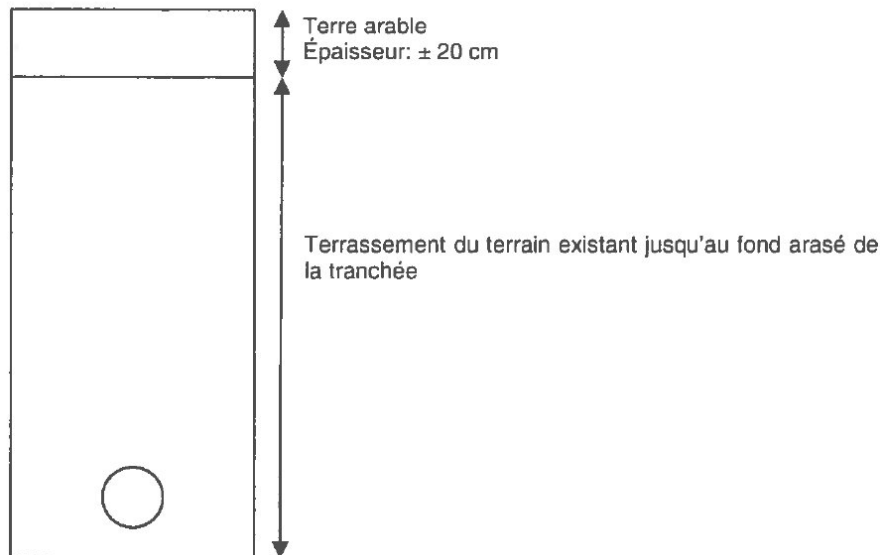 Terre arable
Épaisseur: ± 20 cm
Terrassement du terrain existant jusqu'au fond arasé de
la tranchée